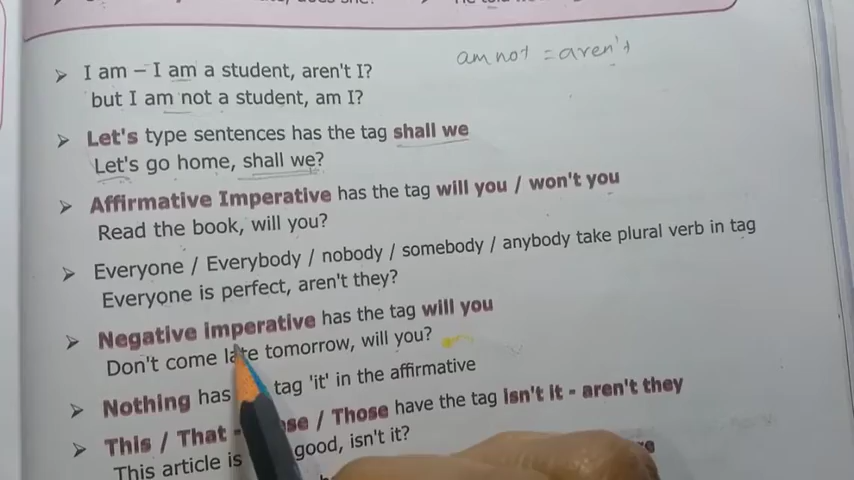 I am – I am a student, aren't I?
am not = aren't
but I am not a student, am I?
Let's type sentences has the tag shall we
Let's go home, shall we?
Affirmative Imperative has the tag will you / won't you
Read the book, will you?
Everyone / Everybody / nobody / somebody / anybody take plural verb in tag
Everyone is perfect, aren't they?
Negative imperative has the tag will you
Don't come late tomorrow, will you?
Nothing has tag 'it' in the affirmative
This / That - / Those have the tag isn't it - aren't they
This article is good, isn't it?